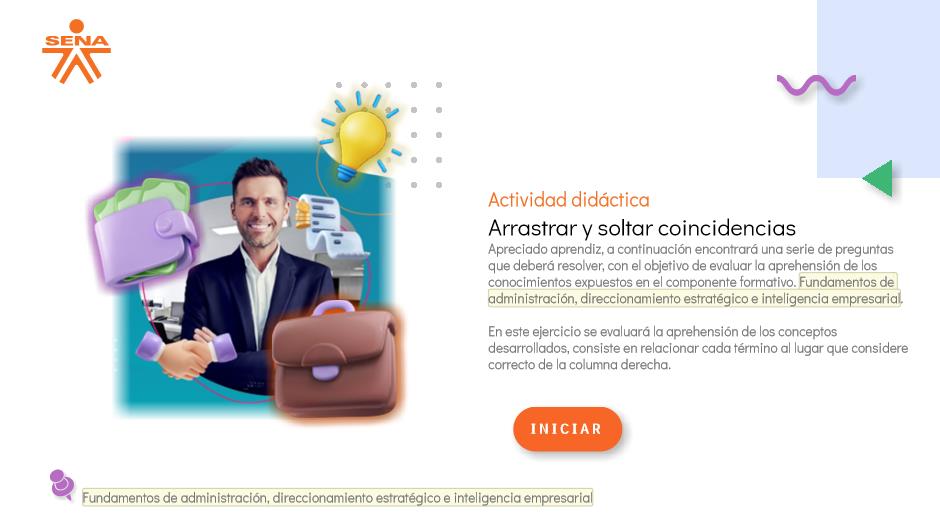 SENA
Actividad didáctica
Arrastrar y soltar coincidencias
Apreciado aprendiz, a continuación encontrará una serie de preguntas
que deberá resolver, con el objetivo de evaluar la aprehensión de los
conocimientos expuestos en el componente formativo. Fundamentos de
administración, direccionamiento estratégico e inteligencia empresarial.
En este ejercicio se evaluará la aprehensión de los conceptos
desarrollados, consiste en relacionar cada término al lugar que considere
correcto de la columna derecha.
INICIAR
Fundamentos de administración, direccionamiento estratégico e inteligencia empresarial